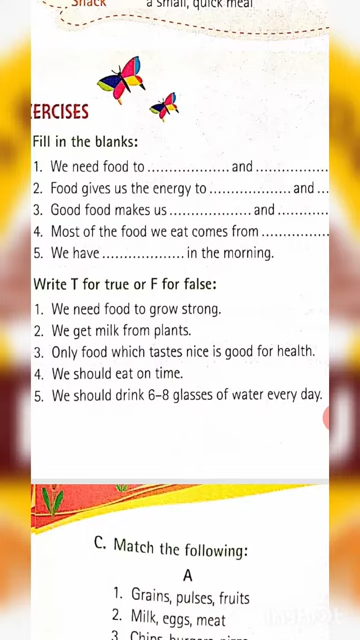 Snack a small, quick meal
ERCISES
Fill in the blanks:
1. We need food to .................. and ................
2. Food gives us the energy to .................. and ...
3. Good food makes us .................. and ...........
4. Most of the food we eat comes from ...............
5. We have .................. in the morning.
Write T for true or F for false:
1. We need food to grow strong.
2. We get milk from plants.
3. Only food which tastes nice is good for health.
4. We should eat on time.
5. We should drink 6–8 glasses of water every day.
C. Match the following:
A
1. Grains, pulses, fruits
2. Milk, eggs, meat
3. Chips, burgers, pizza